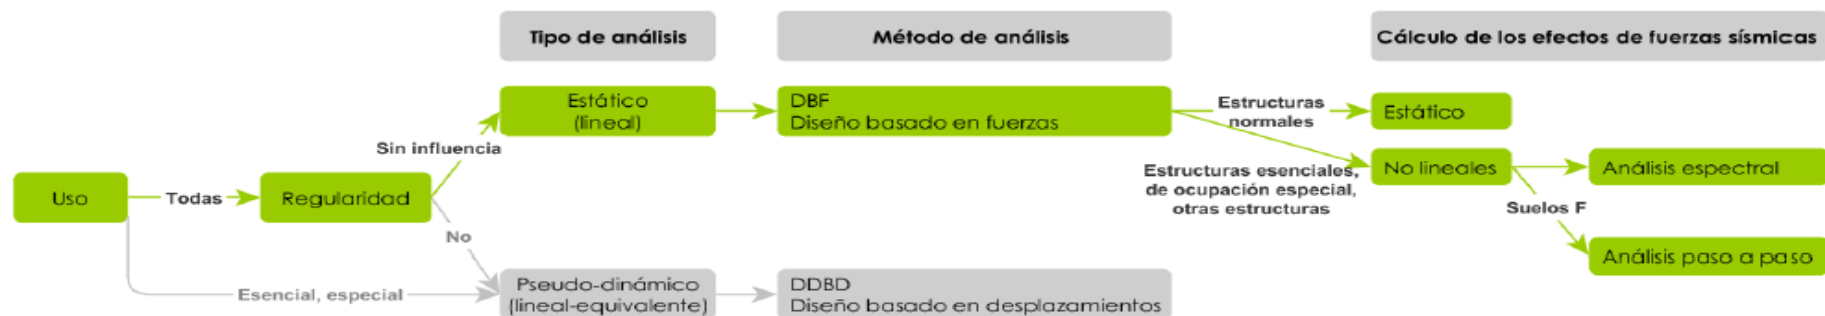 Tipo de análisis
Método de análisis
Cálculo de los efectos de fuerzas sísmicas
Estático
(lineal)
DBF
Diseño basado en fuerzas
Estructuras
normales
Estático
Sin influencia
Estructuras esenciales,
de ocupación especial,
otras estructuras
No lineales
Análisis espectral
Uso
Todas
Regularidad
Suelos F
No
Análisis paso a paso
Esencial, especial
Pseudo-dinámico
(lineal-equivalente)
DDBD
Diseño basado en desplazamientos